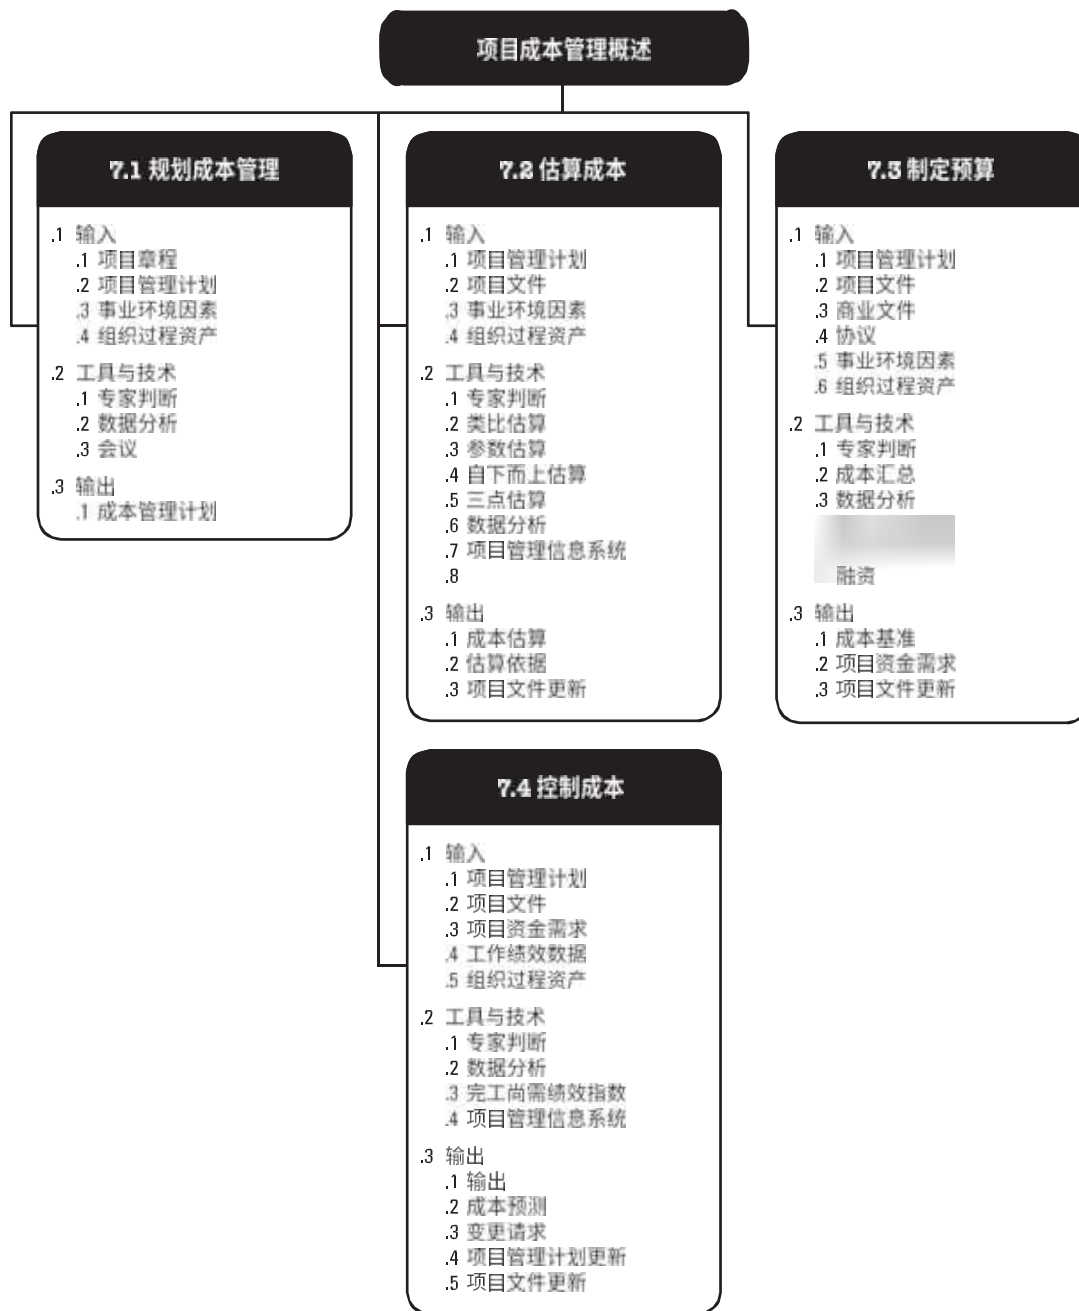 项目成本管理概述
7.1 规划成本管理
.1 输入
.1 项目章程
.2 项目管理计划
.3 事业环境因素
.4 组织过程资产
.2 工具与技术
.1 专家判断
.2 数据分析
.3 会议
.3 输出
.1 成本管理计划
7.2 估算成本
.1 输入
.1 项目管理计划
.2 项目文件
.3 事业环境因素
.4 组织过程资产
.2 工具与技术
.1 专家判断
.2 类比估算
.3 参数估算
.4 自下而上估算
.5 三点估算
.6 数据分析
.7 项目管理信息系统
.8
.3 输出
.1 成本估算
.2 估算依据
.3 项目文件更新
7.3 制定预算
.1 输入
.1 项目管理计划
.2 项目文件
.3 商业文件
.4 协议
.5 事业环境因素
.6 组织过程资产
.2 工具与技术
.1 专家判断
.2 成本汇总
.3 数据分析
融资
.3 输出
.1 成本基准
.2 项目资金需求
.3 项目文件更新
7.4 控制成本
.1 输入
.1 项目管理计划
.2 项目文件
.3 项目资金需求
.4 工作绩效数据
.5 组织过程资产
.2 工具与技术
.1 专家判断
.2 数据分析
.3 完工尚需绩效指数
.4 项目管理信息系统
.3 输出
.1 输出
.2 成本预测
.3 变更请求
.4 项目管理计划更新
.5 项目文件更新